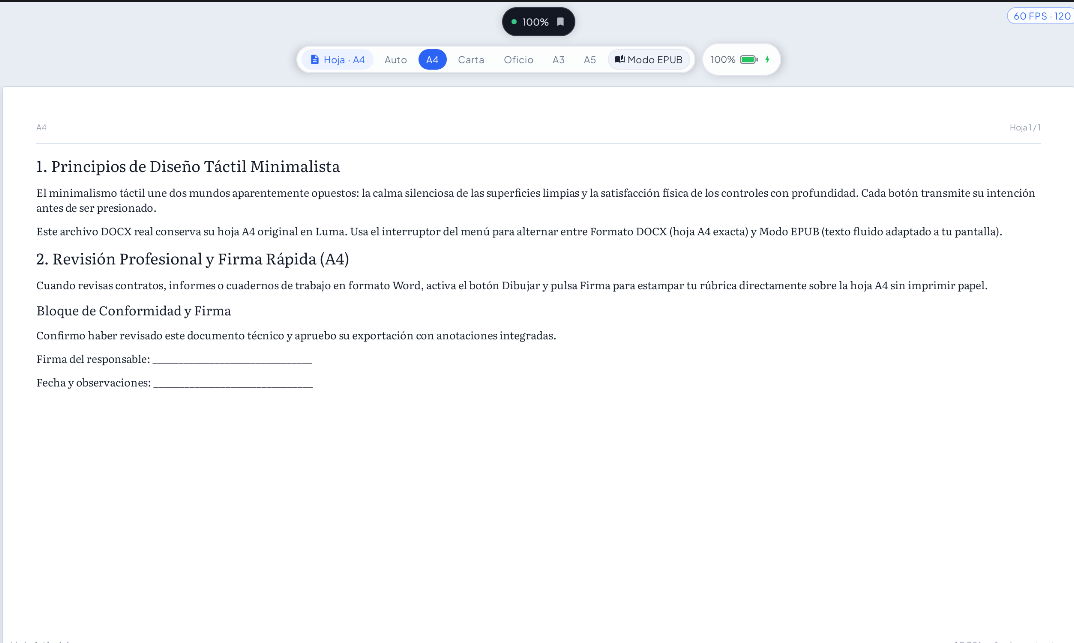 100%
60 FPS · 120
Hoja · A4 Auto A4 Carta Oficio A3 A5 Modo EPUB 100%
A4 Hoja 1 / 1
1. Principios de Diseño Táctil Minimalista
El minimalismo táctil une dos mundos aparentemente opuestos: la calma silenciosa de las superficies limpias y la satisfacción física de los controles con profundidad. Cada botón transmite su intención
antes de ser presionado.
Este archivo DOCX real conserva su hoja A4 original en Luma. Usa el interruptor del menú para alternar entre Formato DOCX (hoja A4 exacta) y Modo EPUB (texto fluido adaptado a tu pantalla).
2. Revisión Profesional y Firma Rápida (A4)
Cuando revisas contratos, informes o cuadernos de trabajo en formato Word, activa el botón Dibujar y pulsa Firma para estampar tu rúbrica directamente sobre la hoja A4 sin imprimir papel.
Bloque de Conformidad y Firma
Confirmo haber revisado este documento técnico y apruebo su exportación con anotaciones integradas.
Firma del responsable: ______________________________
Fecha y observaciones: ______________________________